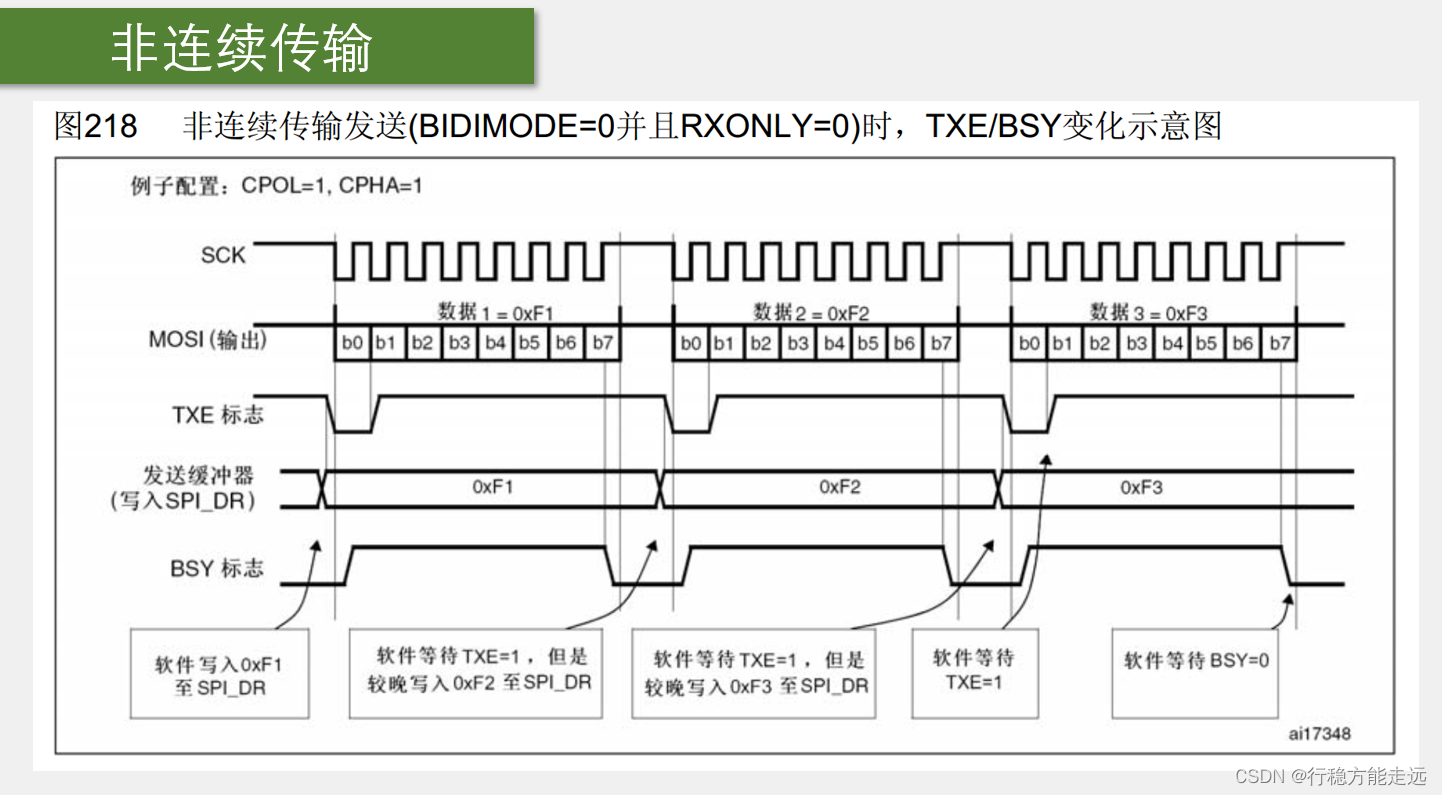 非连续传输
图218 非连续传输发送(BIDIMODE=0并且RXONLY=0)时，TXE/BSY变化示意图
例子配置：CPOL=1, CPHA=1
SCK
数据1 = 0xF1
数据2 = 0xF2
数据3 = 0xF3
MOSI (输出)
b0 b1 b2 b3 b4 b5 b6 b7
b0 b1 b2 b3 b4 b5 b6 b7
b0 b1 b2 b3 b4 b5 b6 b7
TXE 标志
发送缓冲器
(写入SPI_DR)
0xF1
0xF2
0xF3
BSY 标志
软件写入0xF1
至SPI_DR
软件等待TXE=1，但是
较晚写入0xF2 至SPI_DR
软件等待TXE=1，但是
较晚写入0xF3 至SPI_DR
软件等待
TXE=1
软件等待BSY=0
ai17348
CSDN @行稳方能走远